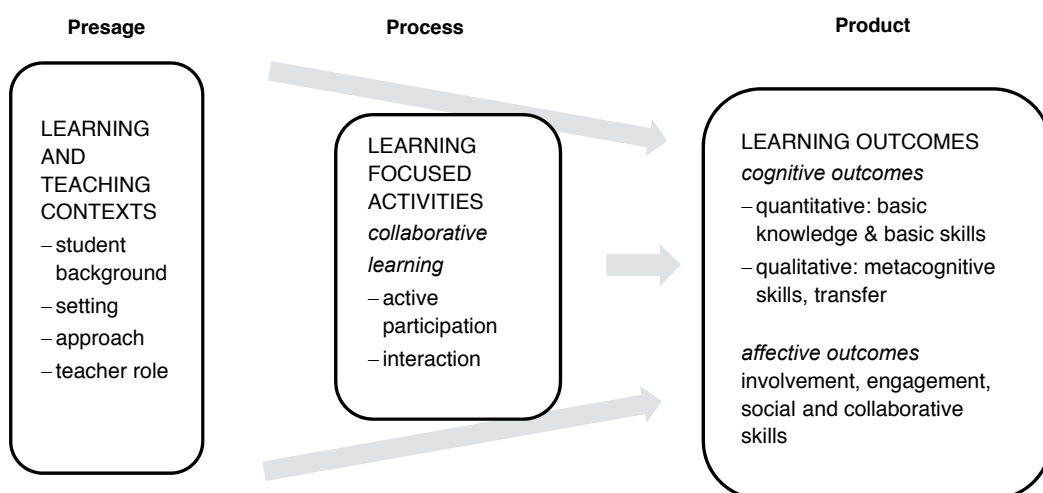 Presage
Process
Product
LEARNING
AND
TEACHING
CONTEXTS
– student
background
– setting
– approach
– teacher role
LEARNING
FOCUSED
ACTIVITIES
collaborative
learning
– active
participation
– interaction
LEARNING OUTCOMES
cognitive outcomes
– quantitative: basic
knowledge & basic skills
– qualitative: metacognitive
skills, transfer
affective outcomes
involvement, engagement,
social and collaborative
skills